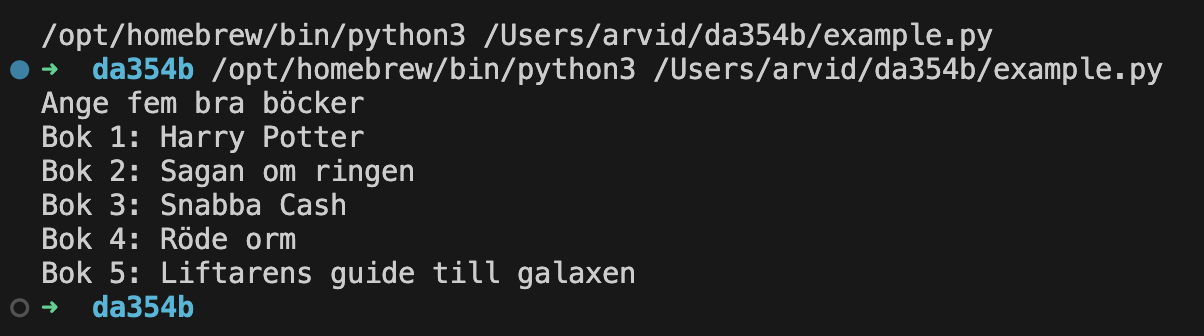 /opt/homebrew/bin/python3 /Users/arvid/da354b/example.py
➜ da354b /opt/homebrew/bin/python3 /Users/arvid/da354b/example.py
Ange fem bra böcker
Bok 1: Harry Potter
Bok 2: Sagan om ringen
Bok 3: Snabba Cash
Bok 4: Röde orm
Bok 5: Liftarens guide till galaxen
➜ da354b